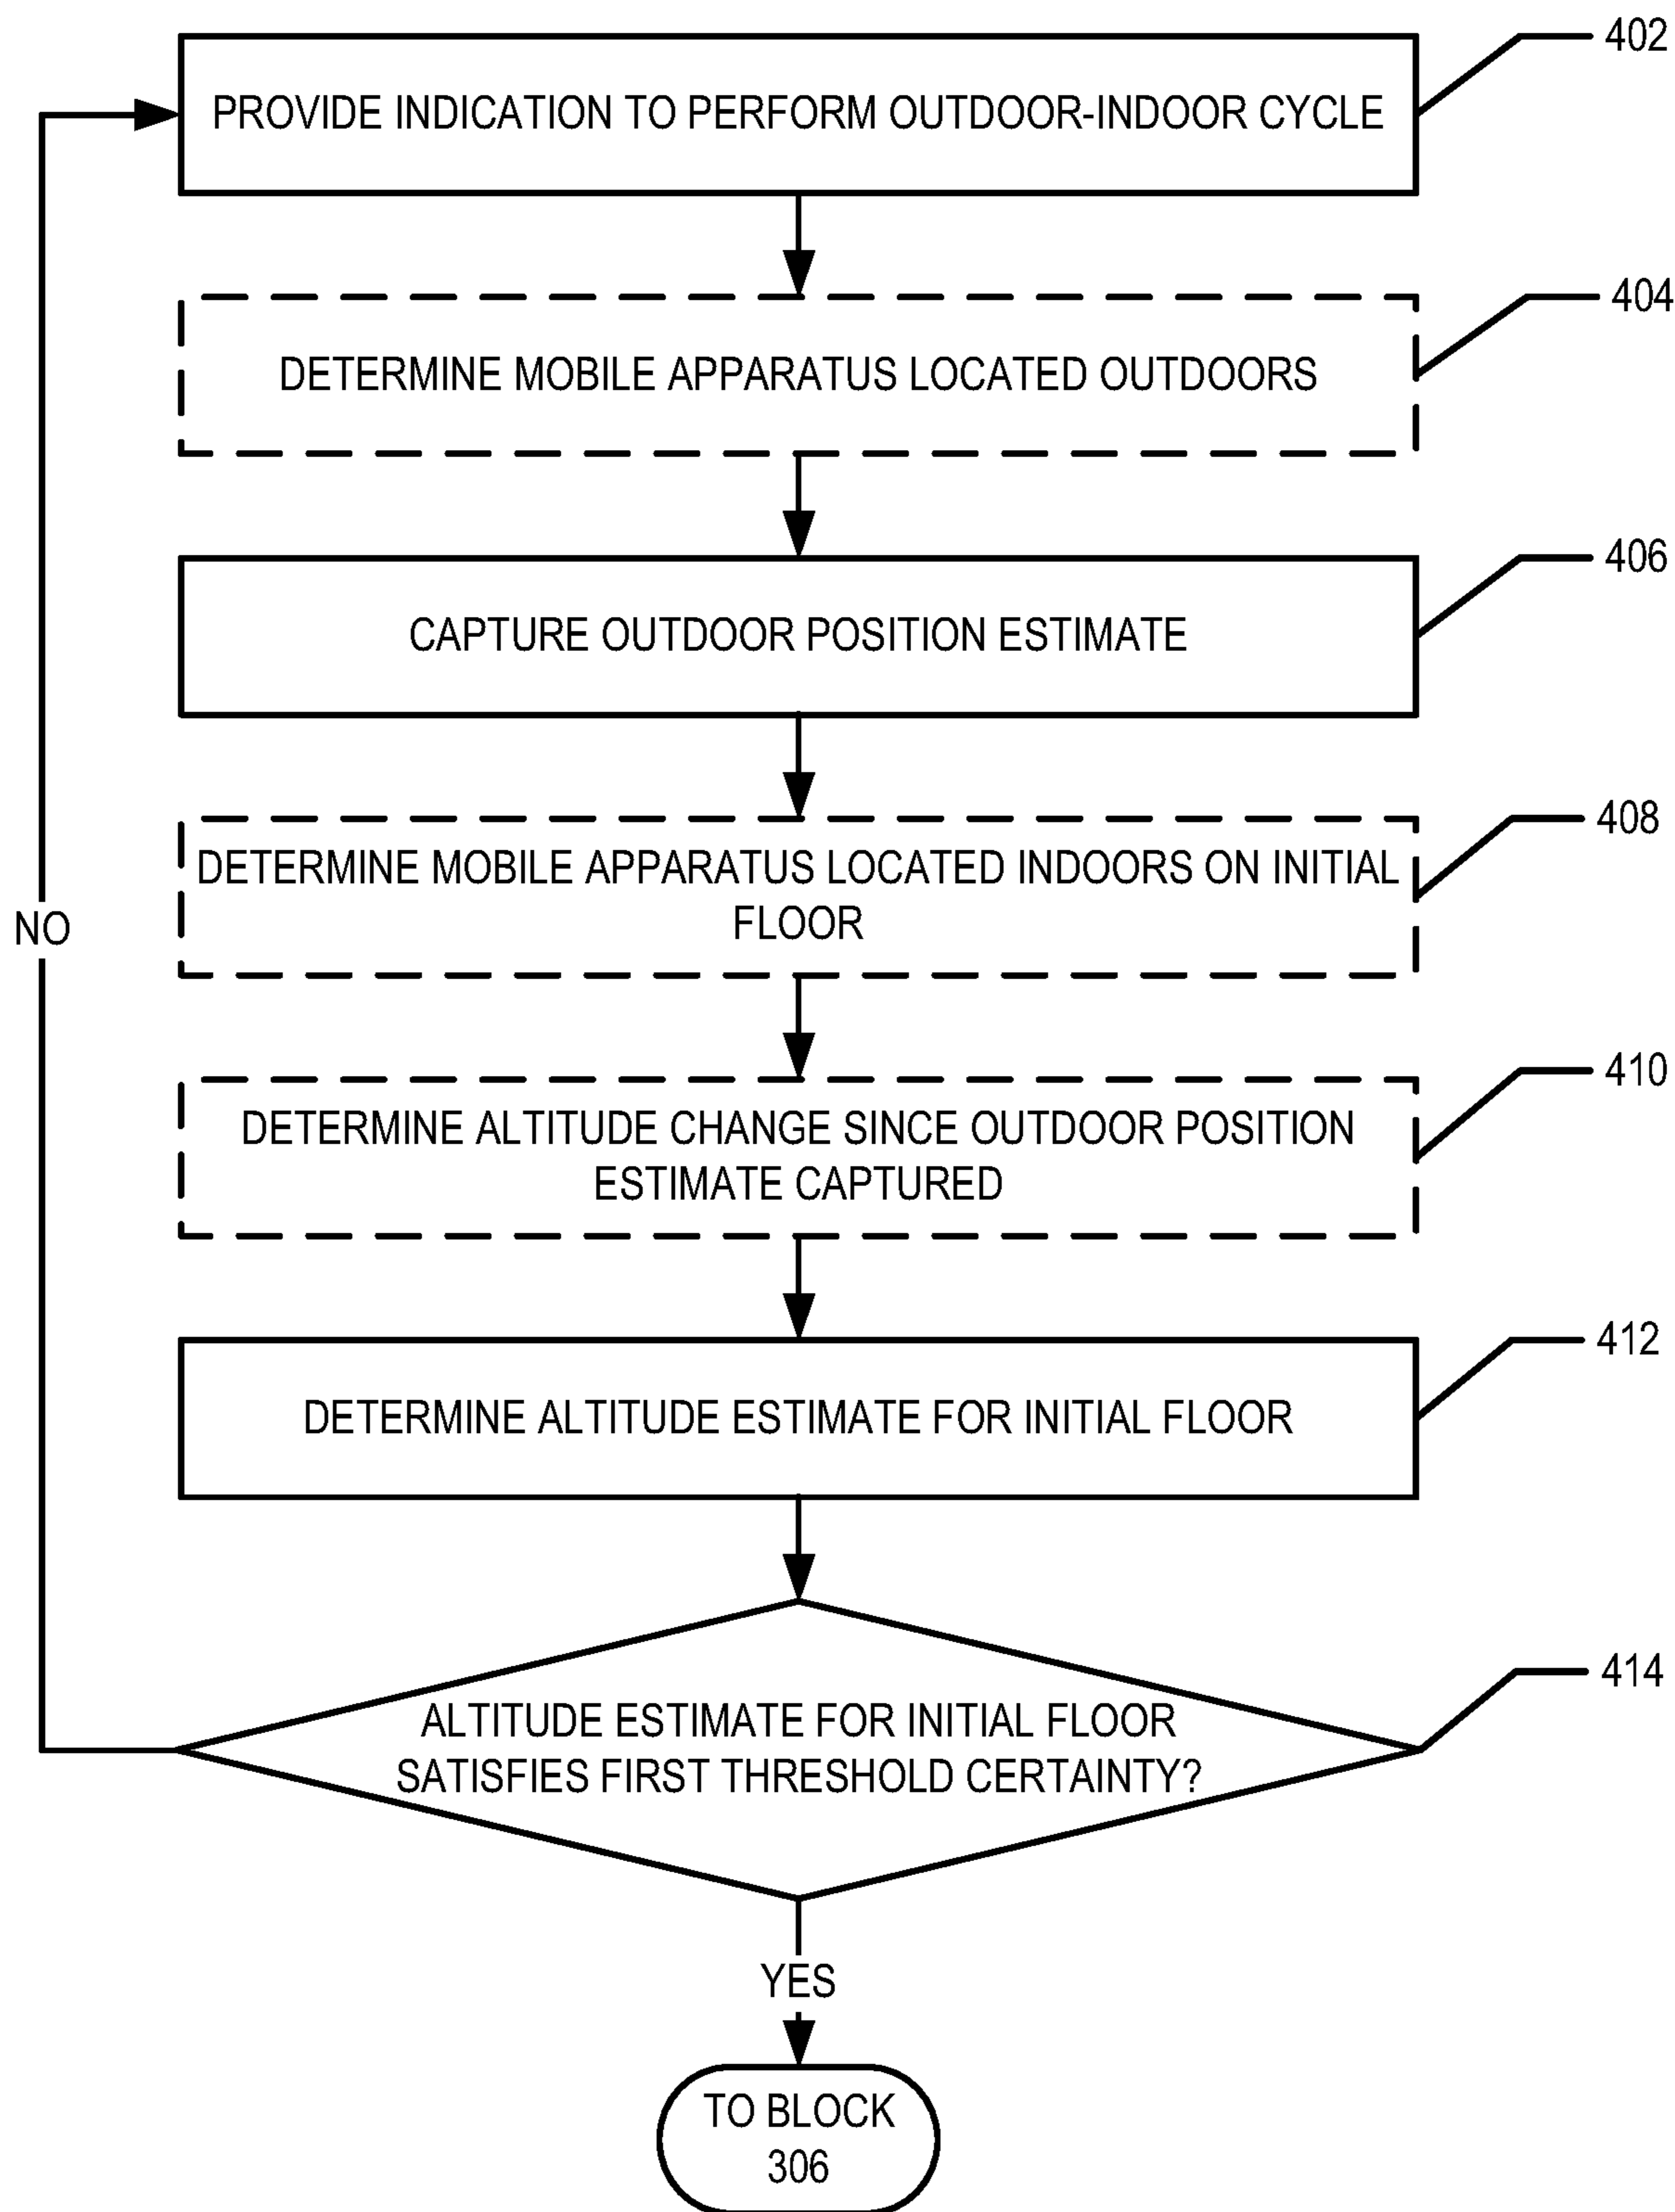 402
PROVIDE INDICATION TO PERFORM OUTDOOR-INDOOR CYCLE
404
DETERMINE MOBILE APPARATUS LOCATED OUTDOORS
406
CAPTURE OUTDOOR POSITION ESTIMATE
408
DETERMINE MOBILE APPARATUS LOCATED INDOORS ON INITIAL
FLOOR
NO
410
DETERMINE ALTITUDE CHANGE SINCE OUTDOOR POSITION
ESTIMATE CAPTURED
412
DETERMINE ALTITUDE ESTIMATE FOR INITIAL FLOOR
414
ALTITUDE ESTIMATE FOR INITIAL FLOOR
SATISFIES FIRST THRESHOLD CERTAINTY?
YES
TO BLOCK
306